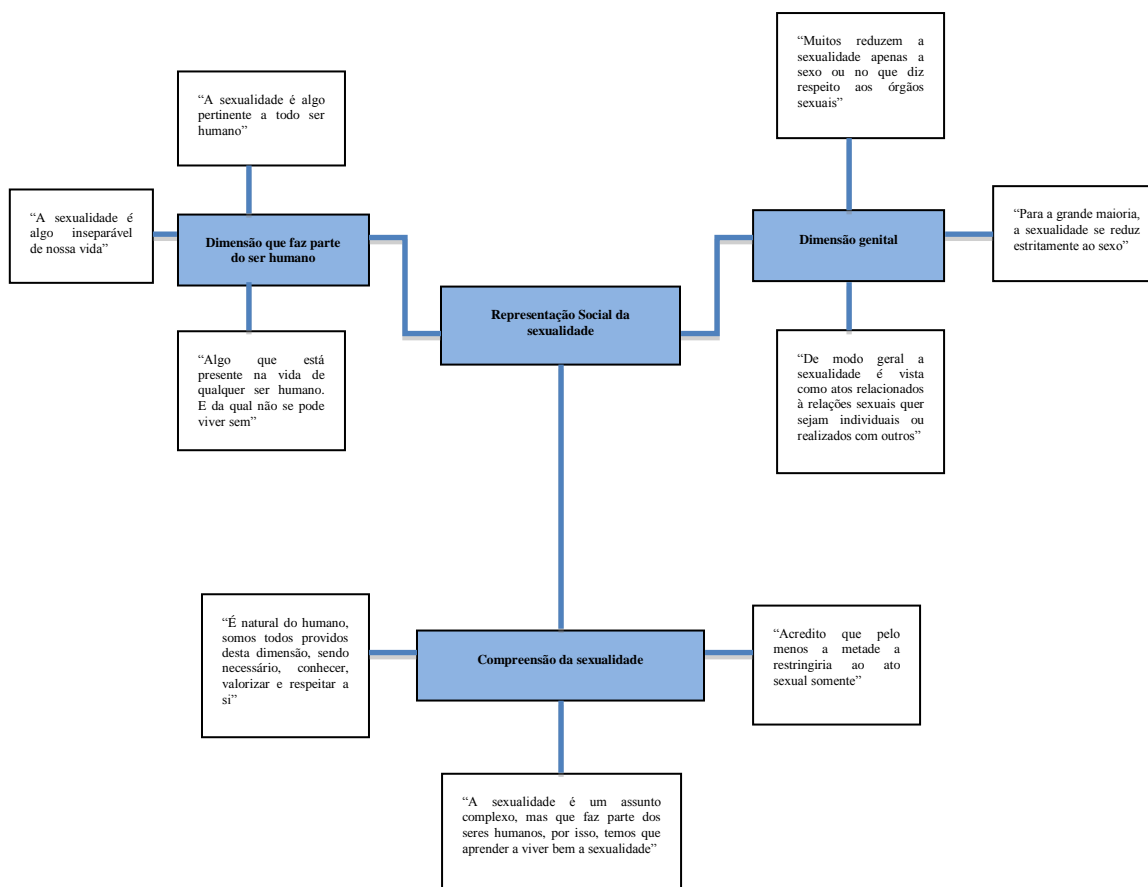 “Muitos reduzem a
sexualidade apenas a
sexo ou no que diz
respeito aos órgãos
sexuais”
“A sexualidade é algo
pertinente a todo ser
humano”
“A sexualidade é
algo inseparável
de nossa vida”
Dimensão que faz parte
do ser humano
Dimensão genital
“Para a grande maioria,
a sexualidade se reduz
estritamente ao sexo”
Representação Social da
sexualidade
“Algo que está
presente na vida de
qualquer ser humano.
E da qual não se pode
viver sem”
“De modo geral a
sexualidade é vista
como atos relacionados
à relações sexuais quer
sejam individuais ou
realizados com outros”
“É natural do humano,
somos todos providos
desta dimensão, sendo
necessário, conhecer,
valorizar e respeitar a
si”
Compreensão da sexualidade
“Acredito que pelo
menos a metade a
restringiria ao ato
sexual somente”
“A sexualidade é um assunto
complexo, mas que faz parte dos
seres humanos, por isso, temos que
aprender a viver bem a sexualidade”